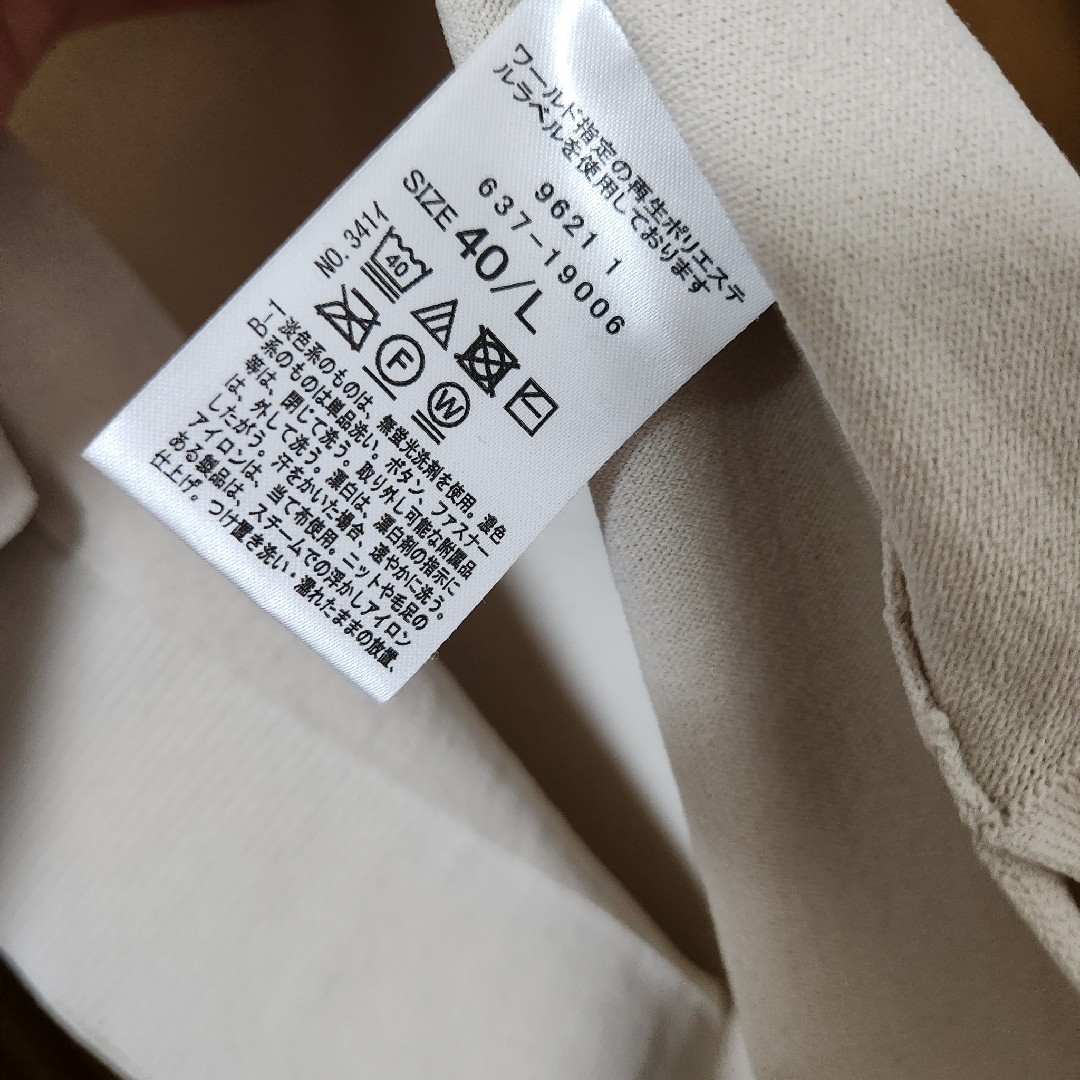 ワールド指定の再生ポリエステ
ルラベルを使用しております
9621 1
637-19006
SIZE 40/L
NO. 341イ
40
F
W
B-1
淡色系のものは、無蛍光洗剤を使用。濃色
系のものは単品洗い。ボタン、ファスナー
等は、閉じて洗う。取り外し可能な附属品
は、外して洗う。漂白は、漂白剤の指示に
したがう。汗をかいた場合、速やかに洗う。
アイロンは、当て布使用。ニットや毛足の
ある製品は、スチームでの浮かしアイロン
仕上げ。つけ置き洗い・濡れたままの放置、